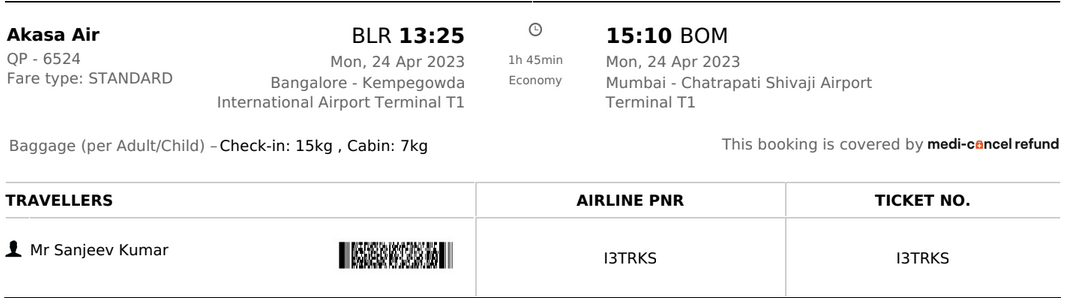 Akasa Air
QP - 6524
Fare type: STANDARD
BLR 13:25
Mon, 24 Apr 2023
Bangalore - Kempegowda
International Airport Terminal T1
1h 45min
Economy
15:10 BOM
Mon, 24 Apr 2023
Mumbai - Chatrapati Shivaji Airport
Terminal T1
Baggage (per Adult/Child) –Check-in: 15kg , Cabin: 7kg
This booking is covered by medi-cancel refund
TRAVELLERS AIRLINE PNR TICKET NO.
Mr Sanjeev Kumar I3TRKS I3TRKS